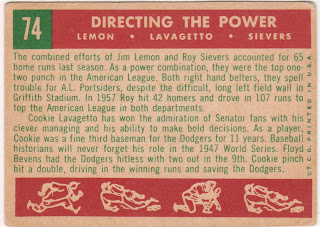 74
DIRECTING THE POWER
LEMON • LAVAGETTO • SIEVERS
The combined efforts of Jim Lemon and Roy Sievers accounted for 65
home runs last season. As a power combination, they were the top one-
two punch in the American League. Both right hand belters, they spell
trouble for A.L. Portsiders, despite the difficult, long left field wall in
Griffith Stadium. In 1957 Roy hit 42 homers and drove in 107 runs to
top the American League in both departments.
Cookie Lavagetto has won the admiration of Senator fans with his
clever managing and his ability to make bold decisions. As a player,
Cookie was a fine third baseman for the Dodgers for 11 years. Baseball
historians will never forget his role in the 1947 World Series. Floyd
Bevens had the Dodgers hitless with two out in the 9th. Cookie pinch
hit a double, driving in the winning runs and saving the Dodgers.
T.C.G. PRINTED IN U.S.A.